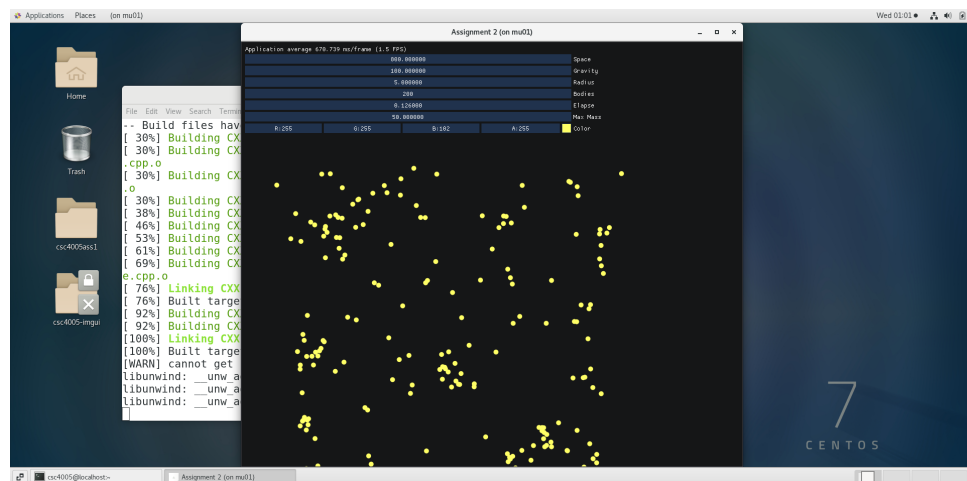 Applications Places (on mu01) Wed 01:01
Assignment 2 (on mu01)
Application average 670.739 ms/frame (1.5 FPS)
800.000000 Space
100.000000 Gravity
5.000000 Radius
200 Bodies
0.126000 Elapse
50.000000 Max Mass
R:255 G:255 B:102 A:255 Color
Home
Trash
csc4005ass1
csc4005-imgui
File Edit View Search Termin
-- Build files hav
[ 30%] Building CX
[ 30%] Building CX
.cpp.o
[ 30%] Building CX
.o
[ 30%] Building CX
[ 38%] Building CX
[ 46%] Building CX
[ 53%] Building CX
[ 61%] Building CX
[ 69%] Building CX
e.cpp.o
[ 76%] Linking CXX
[ 76%] Built targe
[ 92%] Building CX
[ 92%] Building CX
[100%] Linking CXX
[100%] Built targe
[WARN] cannot get
libunwind: __unw_a
libunwind: __unw_a
libunwind: __unw_a
7
CENTOS
csc4005@localhost:~ Assignment 2 (on mu01)